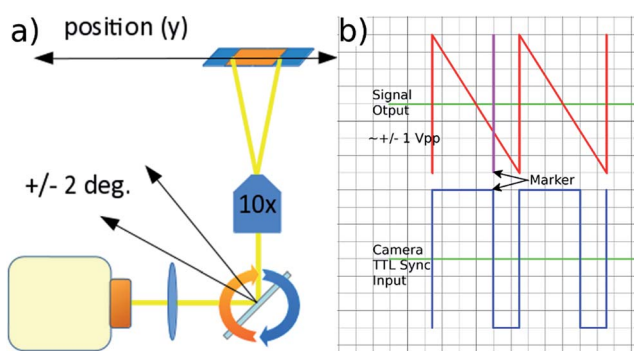 a)
position (y)
+/- 2 deg.
10x
b)
Signal
Otput
~+/- 1 Vpp
Marker
Camera
TTL Sync
Input